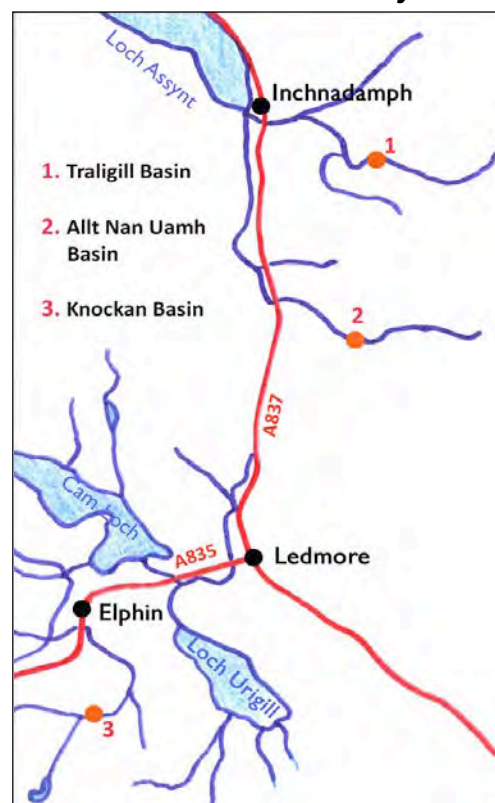 Loch Assynt
Inchnadamph
1
1. Traligill Basin
2. Allt Nan Uamh
Basin
3. Knockan Basin
2
A837
Cam Loch
A835
Ledmore
Elphin
Loch Urigill
3